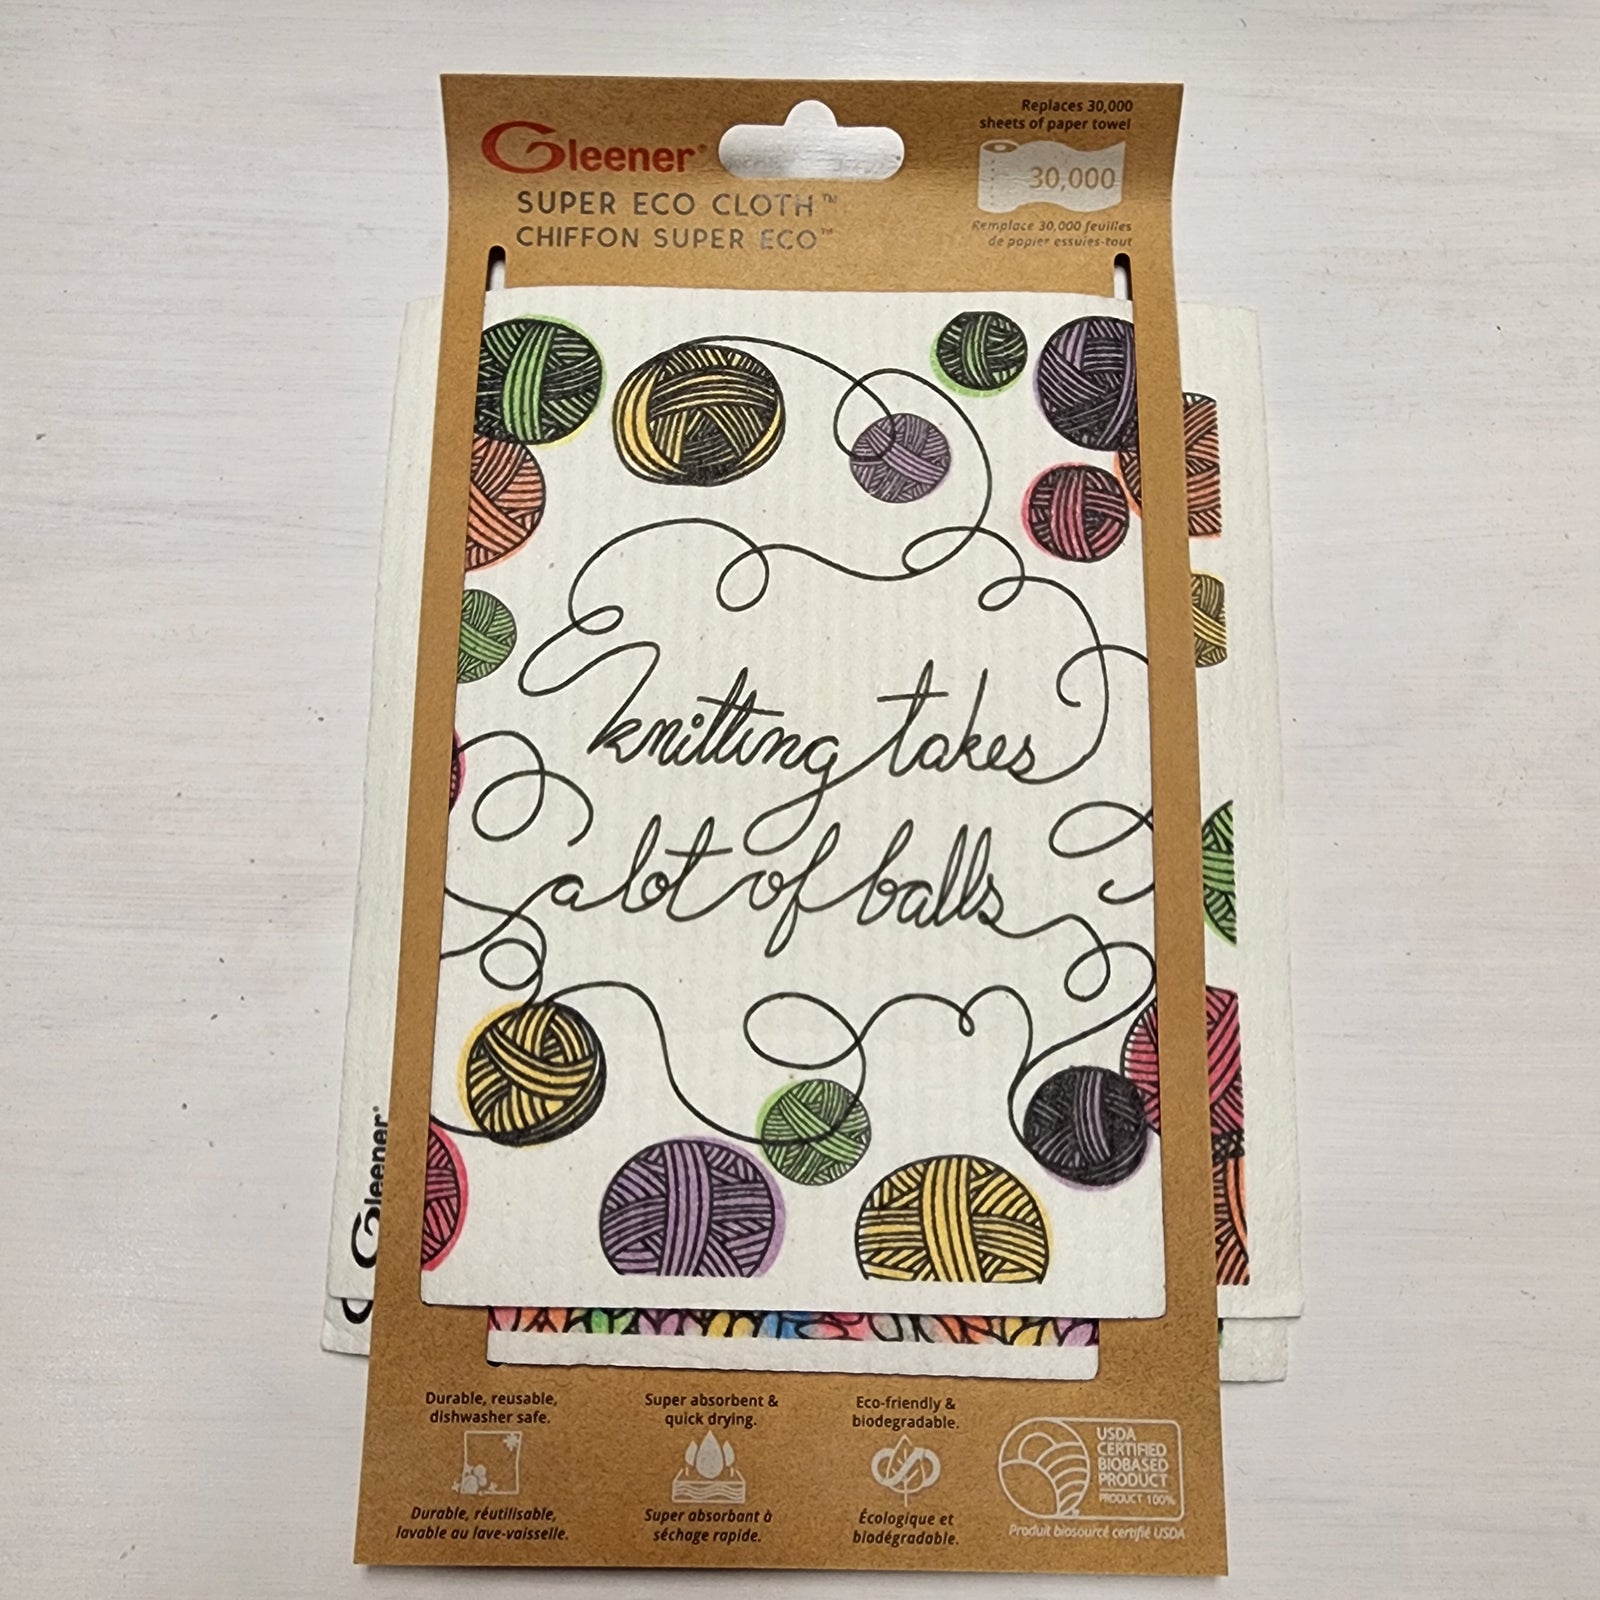 Gleener®
SUPER ECO CLOTH™
CHIFFON SUPER ECO™
Replaces 30,000
sheets of paper towel
30,000
Remplace 30,000 feuilles
de papier essuies-tout
knitting takes
a lot of balls
Gleener®
Durable, reusable,
dishwasher safe.
Durable, réutilisable,
lavable au lave-vaisselle.
Super absorbent &
quick drying.
Super absorbant à
séchage rapide.
Eco-friendly &
biodegradable.
Écologique et
biodégradable.
USDA
CERTIFIED
BIOBASED
PRODUCT
PRODUCT 100%
Produit biosourcé certifié USDA